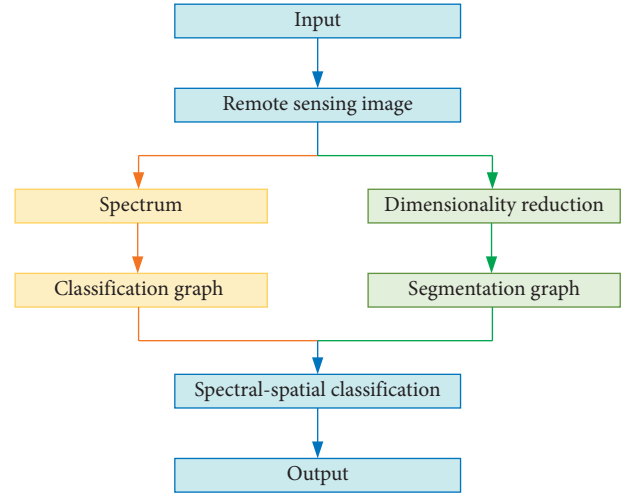 Input
Remote sensing image
Spectrum
Dimensionality reduction
Classification graph
Segmentation graph
Spectral-spatial classification
Output